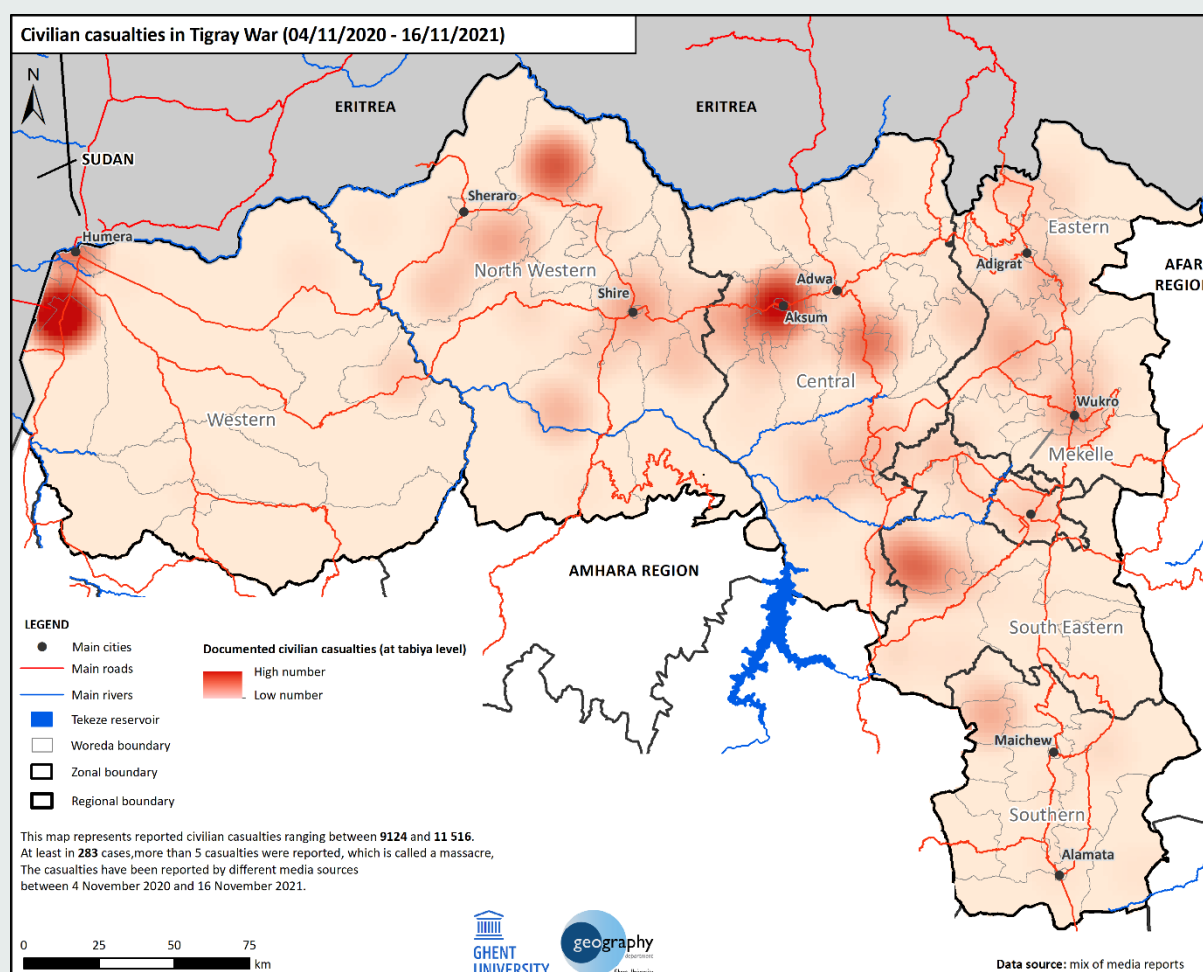 Civilian casualties in Tigray War (04/11/2020 - 16/11/2021)
N
ERITREA
ERITREA
SUDAN
Sheraro
Humera
Eastern
Adigrat
AFAR
REGION
North Western
Adwa
Shire
Aksum
Central
Wukro
Western
Mekelle
AMHARA REGION
South Eastern
Maichew
Southern
Alamata
LEGEND
Main cities
Main roads
Main rivers
Tekeze reservoir
Woreda boundary
Zonal boundary
Regional boundary
Documented civilian casualties (at tabiya level)
High number
Low number
This map represents reported civilian casualties ranging between 9124 and 11 516.
At least in 283 cases,more than 5 casualties were reported, which is called a massacre,
The casualties have been reported by different media sources
between 4 November 2020 and 16 November 2021.
0 25 50 75
km
GHENT
UNIVERSITY
geography
department
Data source: mix of media reports